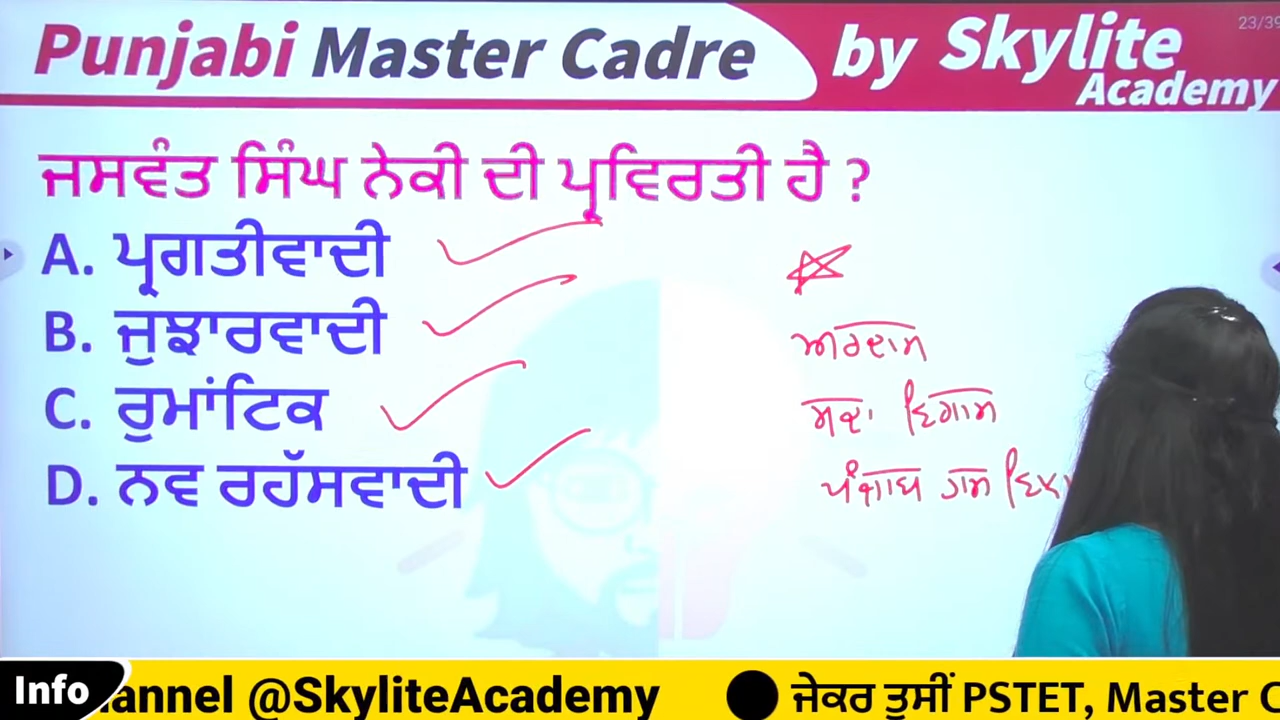 Punjabi Master Cadre by Skylite Academy
23/39
ਜਸਵੰਤ ਸਿੰਘ ਨੇਕੀ ਦੀ ਪ੍ਰਵਿਰਤੀ ਹੈ ?
A. ਪ੍ਰਗਤੀਵਾਦੀ
B. ਜੁਝਾਰਵਾਦੀ
C. ਰੁਮਾਂਟਿਕ
D. ਨਵ ਰਹੱਸਵਾਦੀ
ਅਰਦਾਸ
ਸਦਾ ਵਿਗਾਸ
ਪੰਜਾਬ
Info annel @SkyliteAcademy ਜੇਕਰ ਤੁਸੀਂ PSTET, Master C